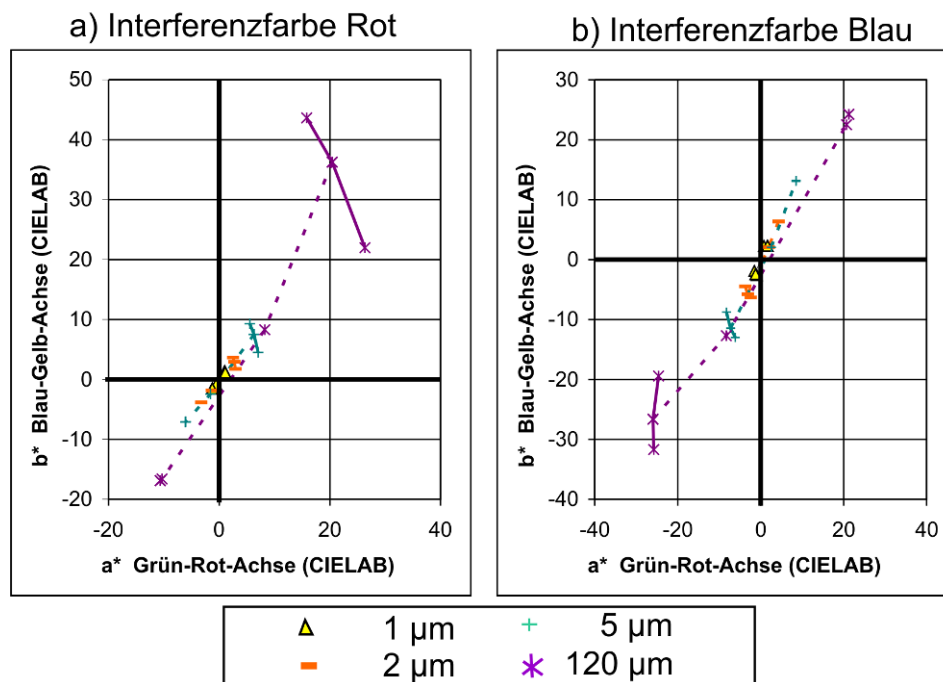 a) Interferenzfarbe Rot
b* Blau-Gelb-Achse (CIELAB)
50
40
30
20
10
0
-10
-20
-20 0 20 40
a* Grün-Rot-Achse (CIELAB)
b) Interferenzfarbe Blau
b* Blau-Gelb-Achse (CIELAB)
30
20
10
0
-10
-20
-30
-40
-40 -20 0 20 40
a* Grün-Rot-Achse (CIELAB)
1 µm
5 µm
2 µm
120 µm